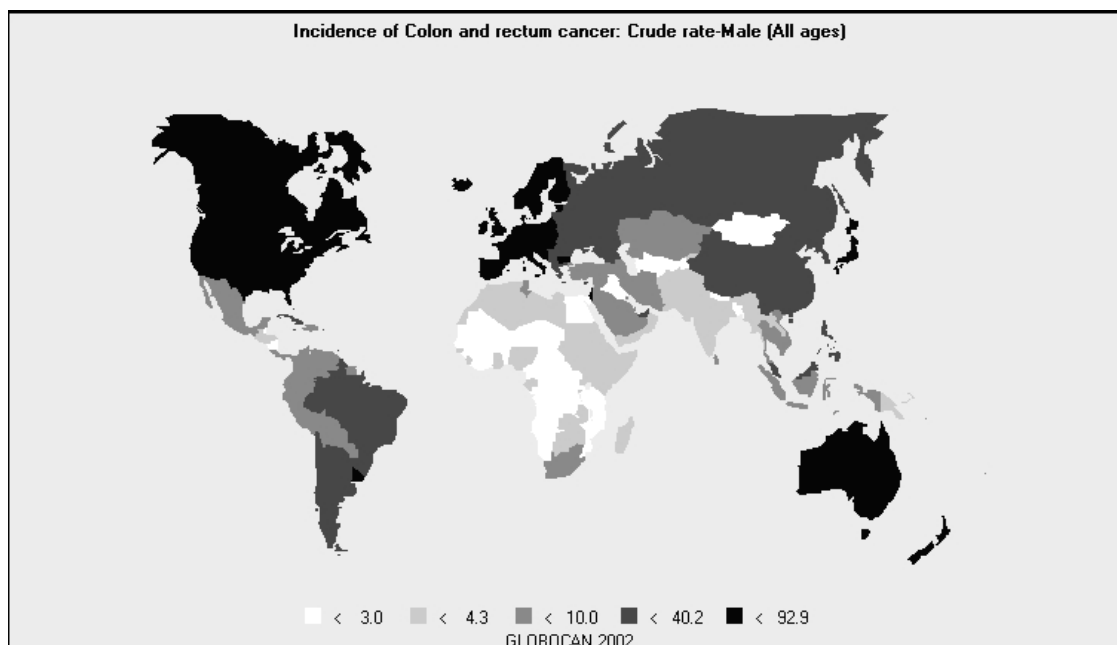 Incidence of Colon and rectum cancer: Crude rate-Male (All ages)
< 3.0 < 4.3 < 10.0 < 40.2 < 92.9
GLOBOCAN 2002